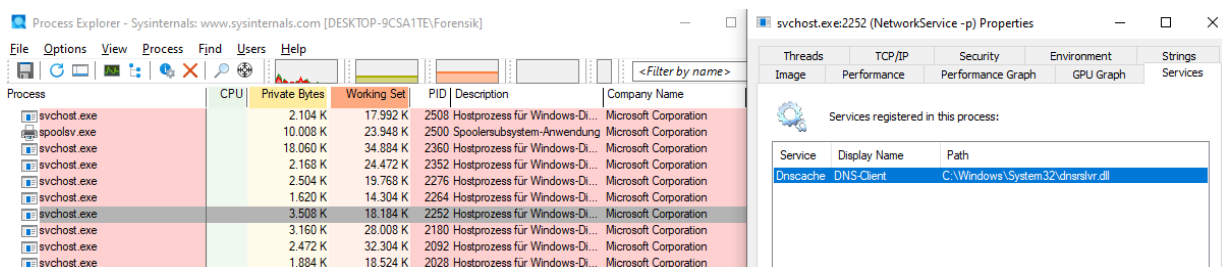 Process Explorer - Sysinternals: www.sysinternals.com [DESKTOP-9CSA1TE\Forensik]
File Options View Process Find Users Help
<Filter by name>
Process CPU Private Bytes Working Set PID Description Company Name
svchost.exe 2.104 K 17.992 K 2508 Hostprozess für Windows-Di... Microsoft Corporation
spoolsv.exe 10.008 K 23.948 K 2500 Spoolersubsystem-Anwendung Microsoft Corporation
svchost.exe 18.060 K 34.884 K 2360 Hostprozess für Windows-Di... Microsoft Corporation
svchost.exe 2.168 K 24.472 K 2352 Hostprozess für Windows-Di... Microsoft Corporation
svchost.exe 2.504 K 19.768 K 2276 Hostprozess für Windows-Di... Microsoft Corporation
svchost.exe 1.620 K 14.304 K 2264 Hostprozess für Windows-Di... Microsoft Corporation
svchost.exe 3.508 K 18.184 K 2252 Hostprozess für Windows-Di... Microsoft Corporation
svchost.exe 3.160 K 28.008 K 2180 Hostprozess für Windows-Di... Microsoft Corporation
svchost.exe 2.472 K 32.304 K 2092 Hostprozess für Windows-Di... Microsoft Corporation
svchost.exe 1.884 K 18.524 K 2028 Hostprozess für Windows-Di... Microsoft Corporation
svchost.exe:2252 (NetworkService -p) Properties
Threads TCP/IP Security Environment Strings
Image Performance Performance Graph GPU Graph Services
Services registered in this process:
Service Display Name Path
Dnscache DNS-Client C:\Windows\System32\dnsrslvr.dll